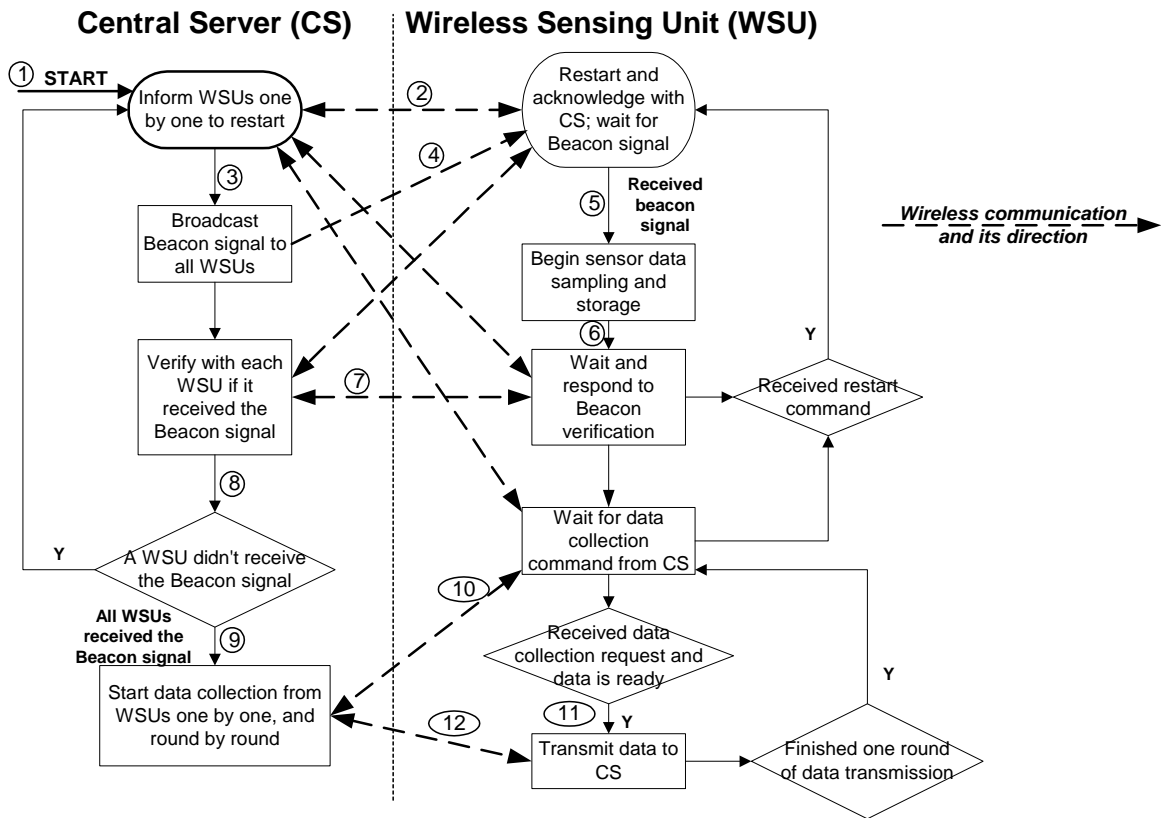 Central Server (CS)
Wireless Sensing Unit (WSU)
1 START
Inform WSUs one
by one to restart
2
Restart and
acknowledge with
CS; wait for
Beacon signal
3
4
5
Received
beacon
signal
Broadcast
Beacon signal to
all WSUs
Wireless communication
and its direction
Begin sensor data
sampling and
storage
6
Y
Verify with each
WSU if it
received the
Beacon signal
7
Wait and
respond to
Beacon
verification
Received restart
command
8
Wait for data
collection
command from CS
Y
A WSU didn't receive
the Beacon signal
10
All WSUs
received the
Beacon signal
9
Received data
collection request and
data is ready
Y
Start data collection from
WSUs one by one, and
round by round
11
Y
12
Transmit data to
CS
Finished one round
of data transmission